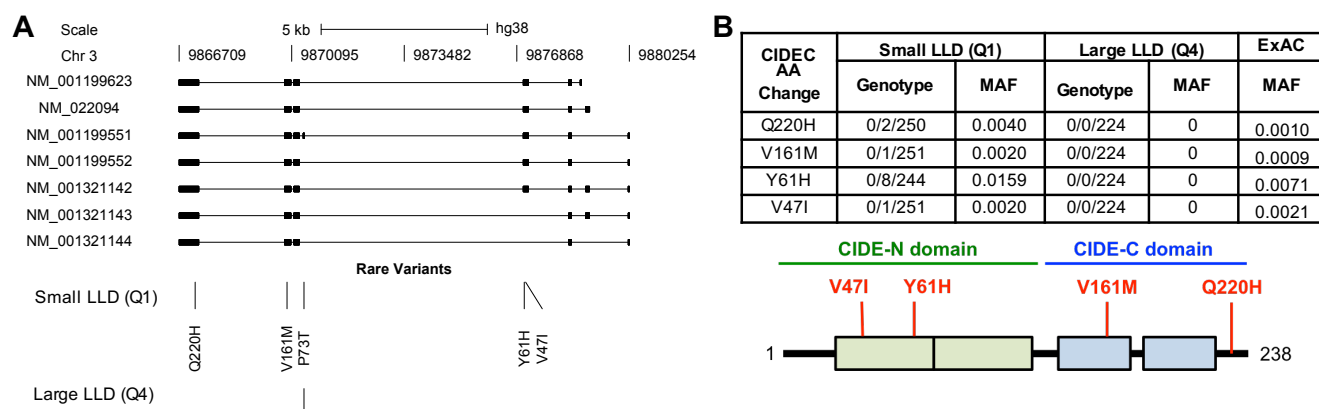 A
Scale 5 kb hg38
Chr 3 9866709 9870095 9873482 9876868 9880254
NM_001199623
NM_022094
NM_001199551
NM_001199552
NM_001321142
NM_001321143
NM_001321144
Rare Variants
Small LLD (Q1)
Q220H V161M P73T Y61H V47I
Large LLD (Q4)
B
CIDEC AA Change Small LLD (Q1) Large LLD (Q4) ExAC
Genotype MAF Genotype MAF MAF
Q220H 0/2/250 0.0040 0/0/224 0 0.0010
V161M 0/1/251 0.0020 0/0/224 0 0.0009
Y61H 0/8/244 0.0159 0/0/224 0 0.0071
V47I 0/1/251 0.0020 0/0/224 0 0.0021
CIDE-N domain CIDE-C domain
V47I Y61H V161M Q220H
1 238